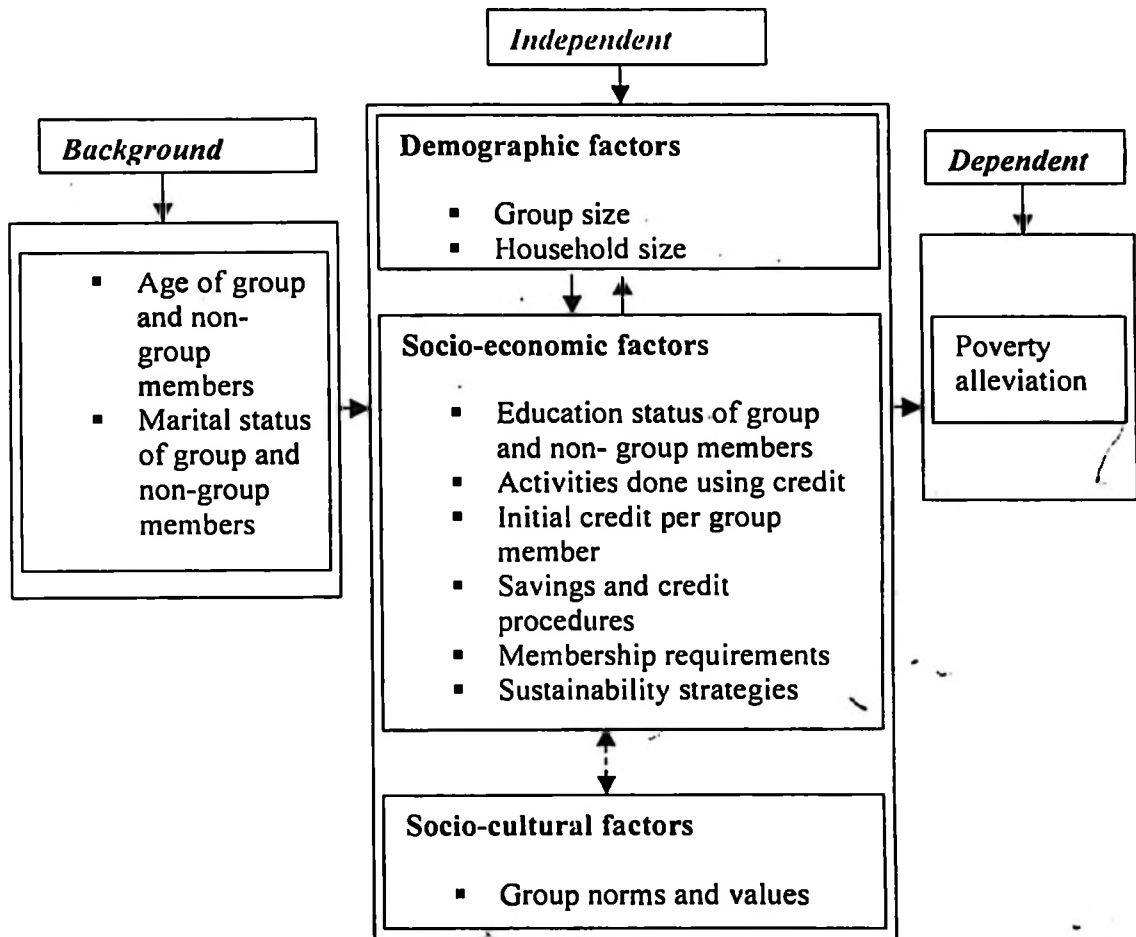 Independent
Background
Dependent
Demographic factors
▪ Group size
▪ Household size
▪ Age of group
and non-
group
members
▪ Marital status
of group and
non-group
members
Socio-economic factors
▪ Education status of group
and non- group members
▪ Activities done using credit
▪ Initial credit per group
member
▪ Savings and credit
procedures
▪ Membership requirements
▪ Sustainability strategies
Poverty
alleviation
Socio-cultural factors
▪ Group norms and values